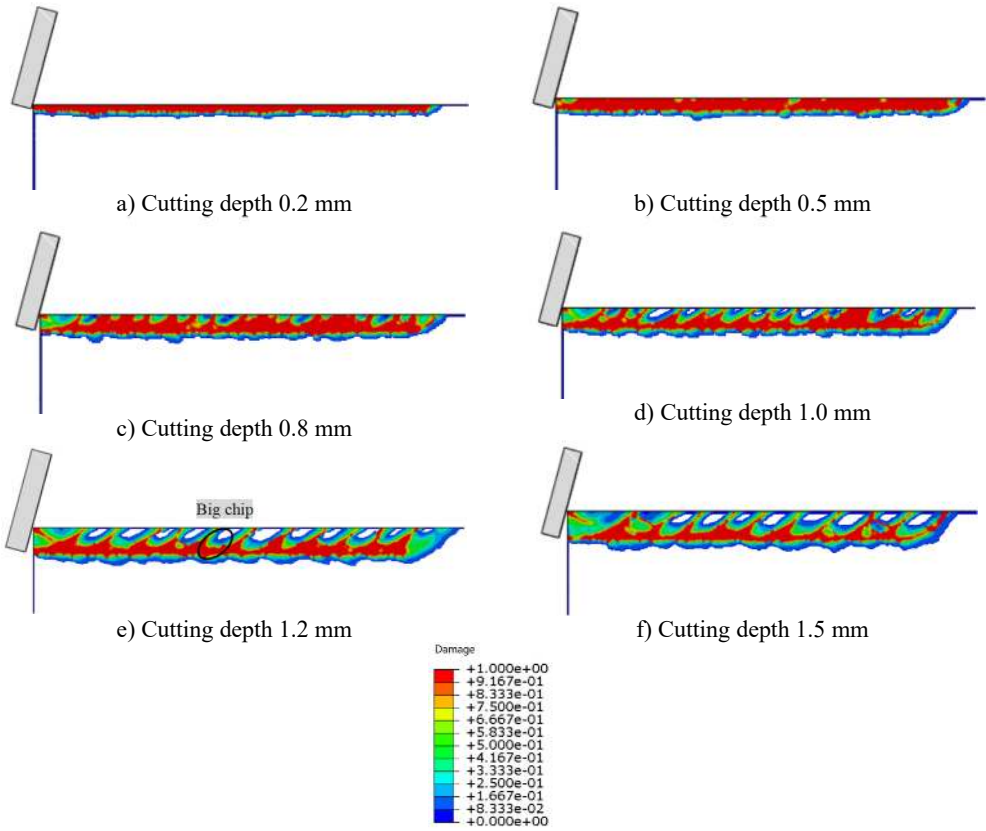 a) Cutting depth 0.2 mm
b) Cutting depth 0.5 mm
c) Cutting depth 0.8 mm
d) Cutting depth 1.0 mm
Big chip
e) Cutting depth 1.2 mm
f) Cutting depth 1.5 mm
Damage
+1.000e+00
+9.167e-01
+8.333e-01
+7.500e-01
+6.667e-01
+5.833e-01
+5.000e-01
+4.167e-01
+3.333e-01
+2.500e-01
+1.667e-01
+8.333e-02
+0.000e+00